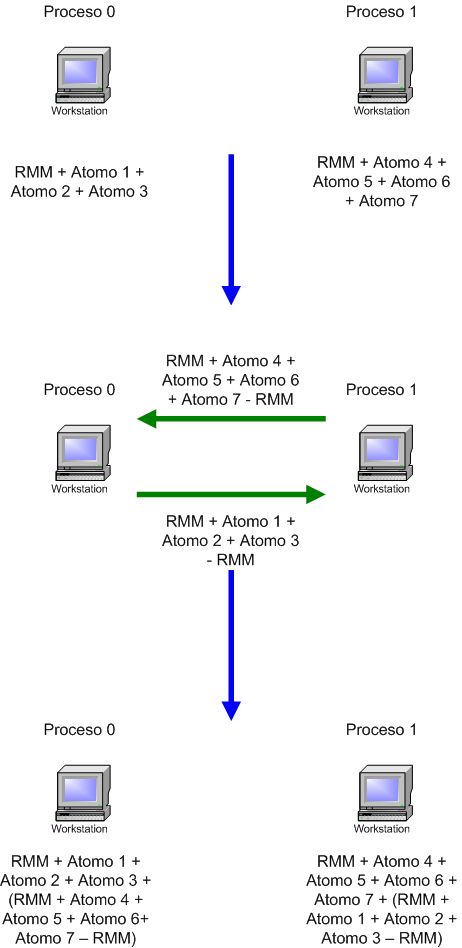 Proceso 0
Proceso 1
Workstation
Workstation
RMM + Atomo 1 +
Atomo 2 + Atomo 3
RMM + Atomo 4 +
Atomo 5 + Atomo 6
+ Atomo 7
RMM + Atomo 4 +
Atomo 5 + Atomo 6
+ Atomo 7 - RMM
Proceso 0
Proceso 1
Workstation
Workstation
RMM + Atomo 1 +
Atomo 2 + Atomo 3
- RMM
Proceso 0
Proceso 1
Workstation
Workstation
RMM + Atomo 1 +
Atomo 2 + Atomo 3 +
(RMM + Atomo 4 +
Atomo 5 + Atomo 6+
Atomo 7 – RMM)
RMM + Atomo 4 +
Atomo 5 + Atomo 6 +
Atomo 7 + (RMM +
Atomo 1 + Atomo 2 +
Atomo 3 – RMM)